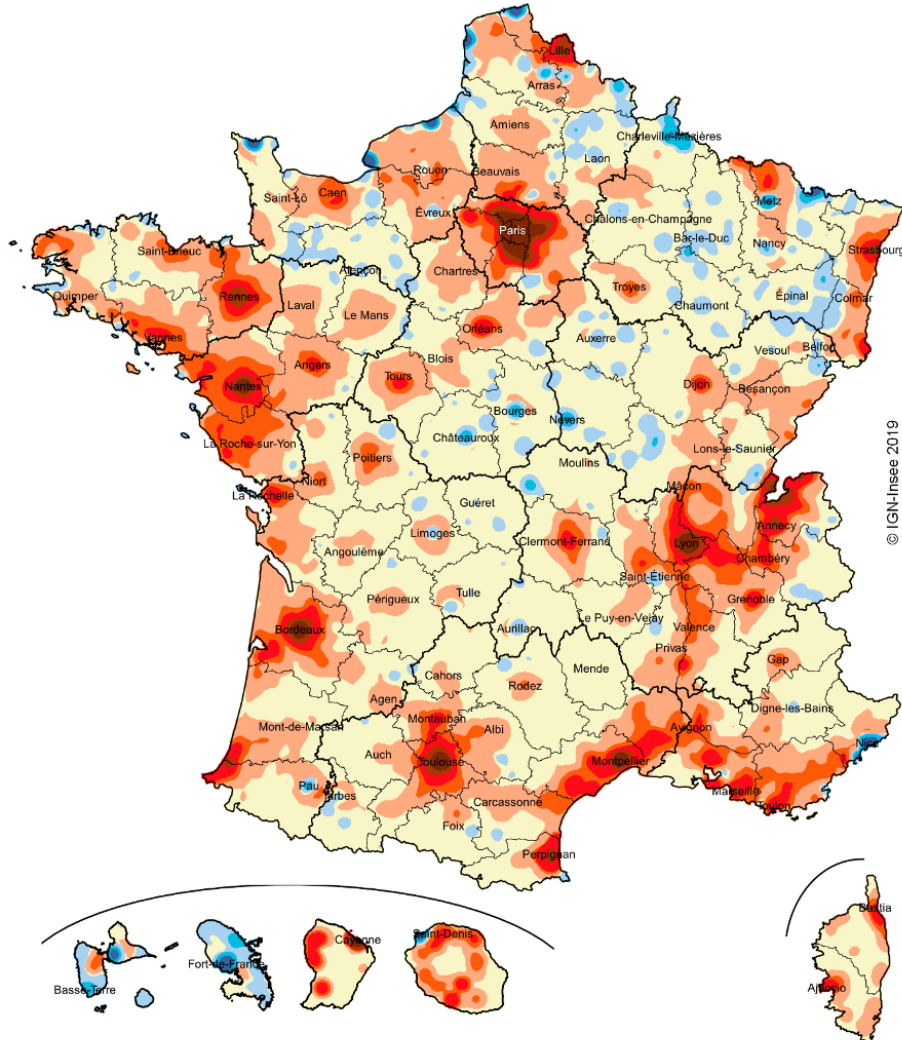 Lille
Arras
Amiens
Charleville-Mézières
Laon
Rouon
Beauvais
Saint-Lô
Caen
Évreux
Metz
Châlons-en-Champagne
Paris
Bar-le-Duc
Nancy
Strasbourg
Saint-Brieuc
Alençon
Chartres
Quimper
Rennes
Laval
Le Mans
Troyes
Chaumont
Épinal
Colmar
Vannes
Orléans
Auxerre
Vesoul
Belfort
Angers
Blois
Nantes
Tours
Dijon
Besançon
Bourges
Nevers
La Roche-sur-Yon
Châteauroux
Lons-le-Saunier
Poitiers
Moulins
Niort
Mâcon
La Rochelle
Guéret
Annecy
Limoges
Clermont-Ferrand
Lyon
Angoulême
Chambéry
Saint-Étienne
Périgueux
Tulle
Grenoble
Le Puy-en-Velay
Bordeaux
Aurillac
Valence
Privas
Gap
Mende
Cahors
Rodez
Agen
Digne-les-Bains
Mont-de-Marsan
Montauban
Albi
Avignon
Nice
Auch
Toulouse
Montpellier
Pau
Tarbes
Marseille
Carcassonne
Toulon
Foix
Perpignan
Bastia
Cayenne
Saint-Denis
Fort-de-France
Basse-Terre
Ajaccio
© IGN-Insee 2019